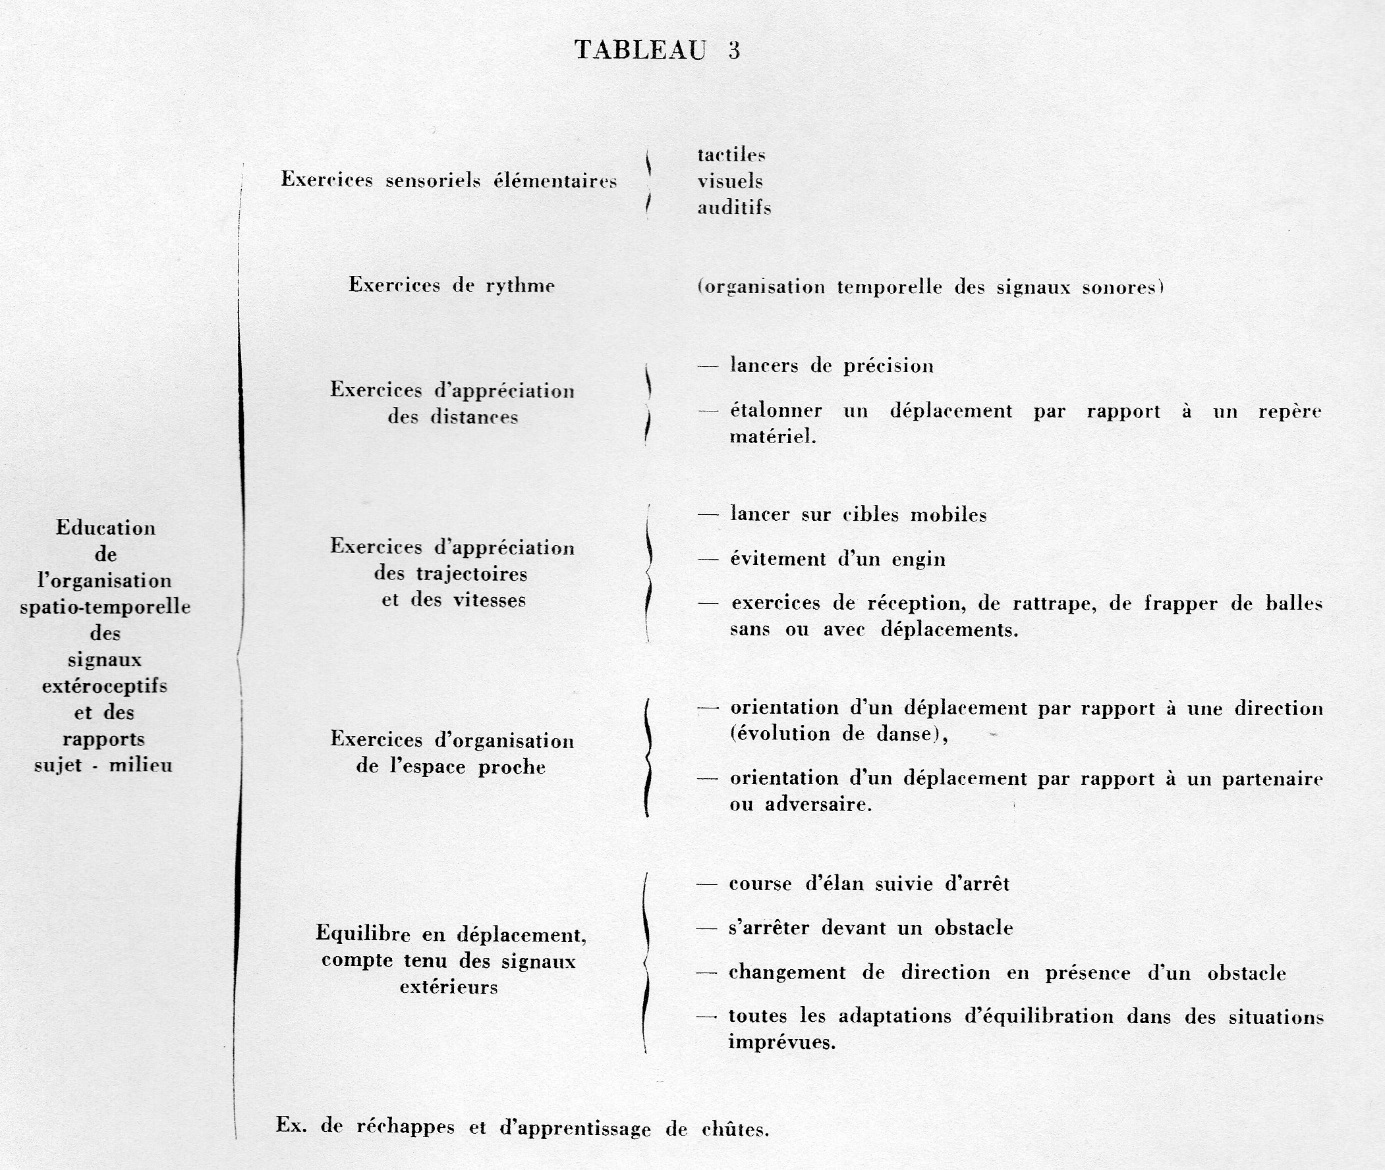 TABLEAU 3
Education
de
l'organisation
spatio-temporelle
des
signaux
extéroceptifs
et des
rapports
sujet - milieu
Exercices sensoriels élémentaires
tactiles
visuels
auditifs
Exercices de rythme
(organisation temporelle des signaux sonores)
Exercices d'appréciation
des distances
— lancers de précision
— étalonner un déplacement par rapport à un repère
matériel.
Exercices d'appréciation
des trajectoires
et des vitesses
— lancer sur cibles mobiles
— évitement d'un engin
— exercices de réception, de rattrape, de frapper de balles
sans ou avec déplacements.
Exercices d'organisation
de l'espace proche
— orientation d'un déplacement par rapport à une direction
(évolution de danse),
— orientation d'un déplacement par rapport à un partenaire
ou adversaire.
Equilibre en déplacement,
compte tenu des signaux
extérieurs
— course d'élan suivie d'arrêt
— s'arrêter devant un obstacle
— changement de direction en présence d'un obstacle
— toutes les adaptations d'équilibration dans des situations
imprévues.
Ex. de réchappes et d'apprentissage de chûtes.